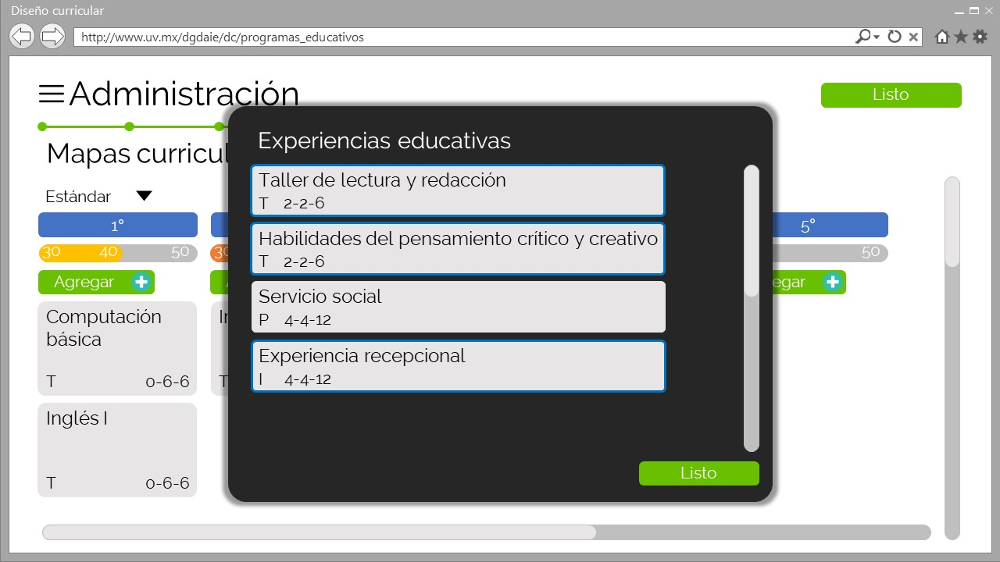 Diseño curricular
http://www.uv.mx/dgdaie/dc/programas_educativos
Administración
Listo
Mapas curricul
Estándar
1°
5°
30 40 50
30
50
Agregar
A
egar
Computación
básica
T 0-6-6
Inglés I
T 0-6-6
In
T
Experiencias educativas
Taller de lectura y redacción
T 2-2-6
Habilidades del pensamiento crítico y creativo
T 2-2-6
Servicio social
P 4-4-12
Experiencia recepcional
I 4-4-12
Listo